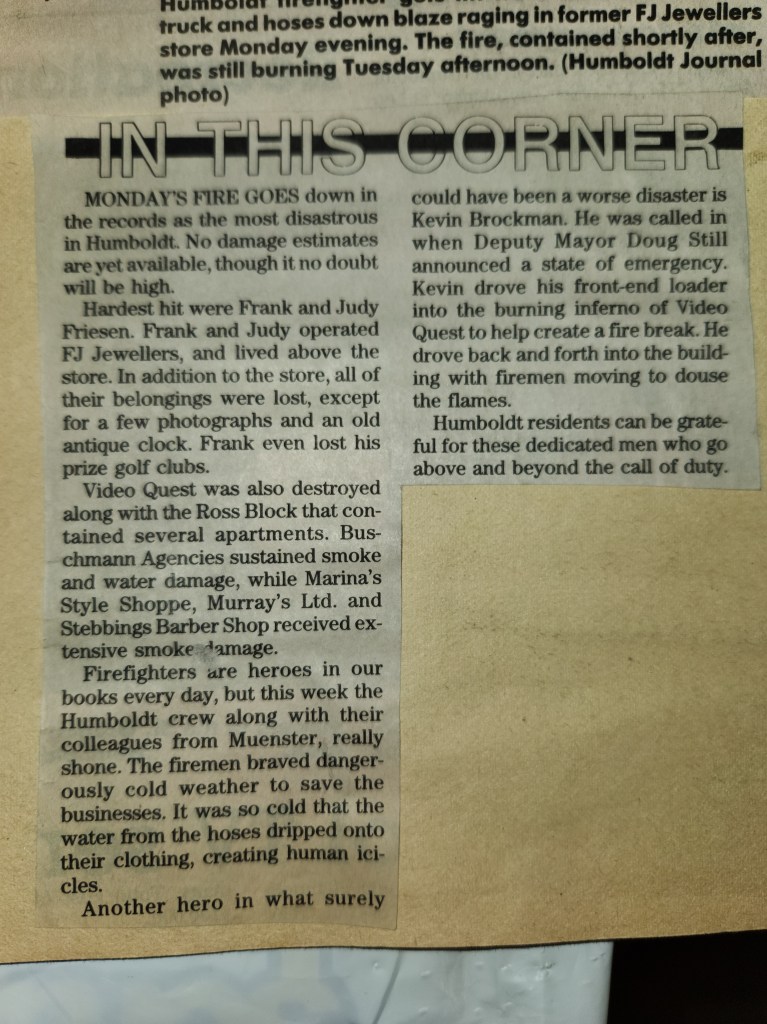 Humboldt firefighter
truck and hoses down blaze raging in former FJ Jewellers
store Monday evening. The fire, contained shortly after,
was still burning Tuesday afternoon. (Humboldt Journal
photo)
IN THIS CORNER
MONDAY'S FIRE GOES down in
the records as the most disastrous
in Humboldt. No damage estimates
are yet available, though it no doubt
will be high.
Hardest hit were Frank and Judy
Friesen. Frank and Judy operated
FJ Jewellers, and lived above the
store. In addition to the store, all of
their belongings were lost, except
for a few photographs and an old
antique clock. Frank even lost his
prize golf clubs.
Video Quest was also destroyed
along with the Ross Block that con-
tained several apartments. Bus-
chmann Agencies sustained smoke
and water damage, while Marina's
Style Shoppe, Murray's Ltd. and
Stebbings Barber Shop received ex-
tensive smoke damage.
Firefighters are heroes in our
books every day, but this week the
Humboldt crew along with their
colleagues from Muenster, really
shone. The firemen braved danger-
ously cold weather to save the
businesses. It was so cold that the
water from the hoses dripped onto
their clothing, creating human ici-
cles.
Another hero in what surely
could have been a worse disaster is
Kevin Brockman. He was called in
when Deputy Mayor Doug Still
announced a state of emergency.
Kevin drove his front-end loader
into the burning inferno of Video
Quest to help create a fire break. He
drove back and forth into the build-
ing with firemen moving to douse
the flames.
Humboldt residents can be grate-
ful for these dedicated men who go
above and beyond the call of duty.